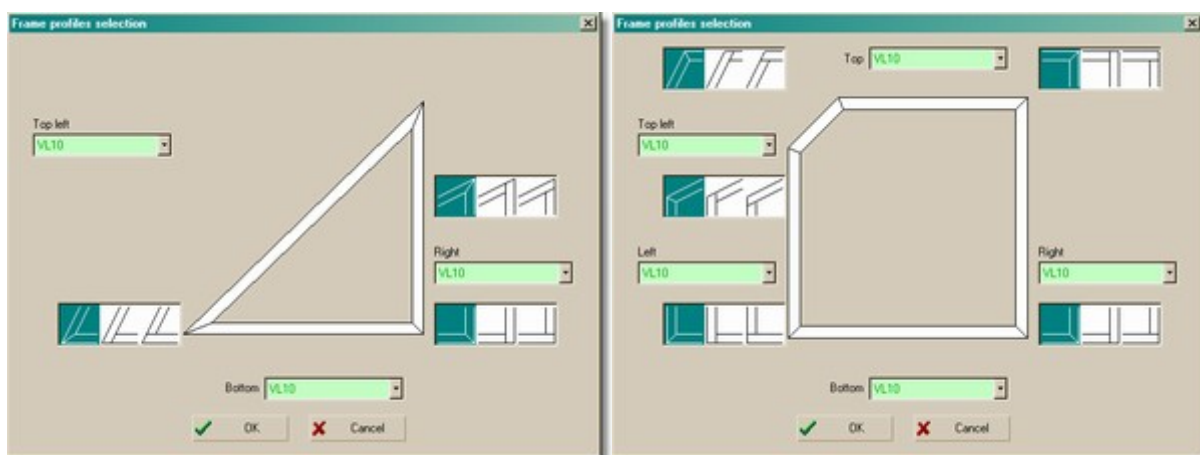 Frame profiles selection
Top left
VL10
Right
VL10
Bottom VL10
OK Cancel
Frame profiles selection
Top VL10
Top left
VL10
Left
VL10
Right
VL10
Bottom VL10
OK Cancel